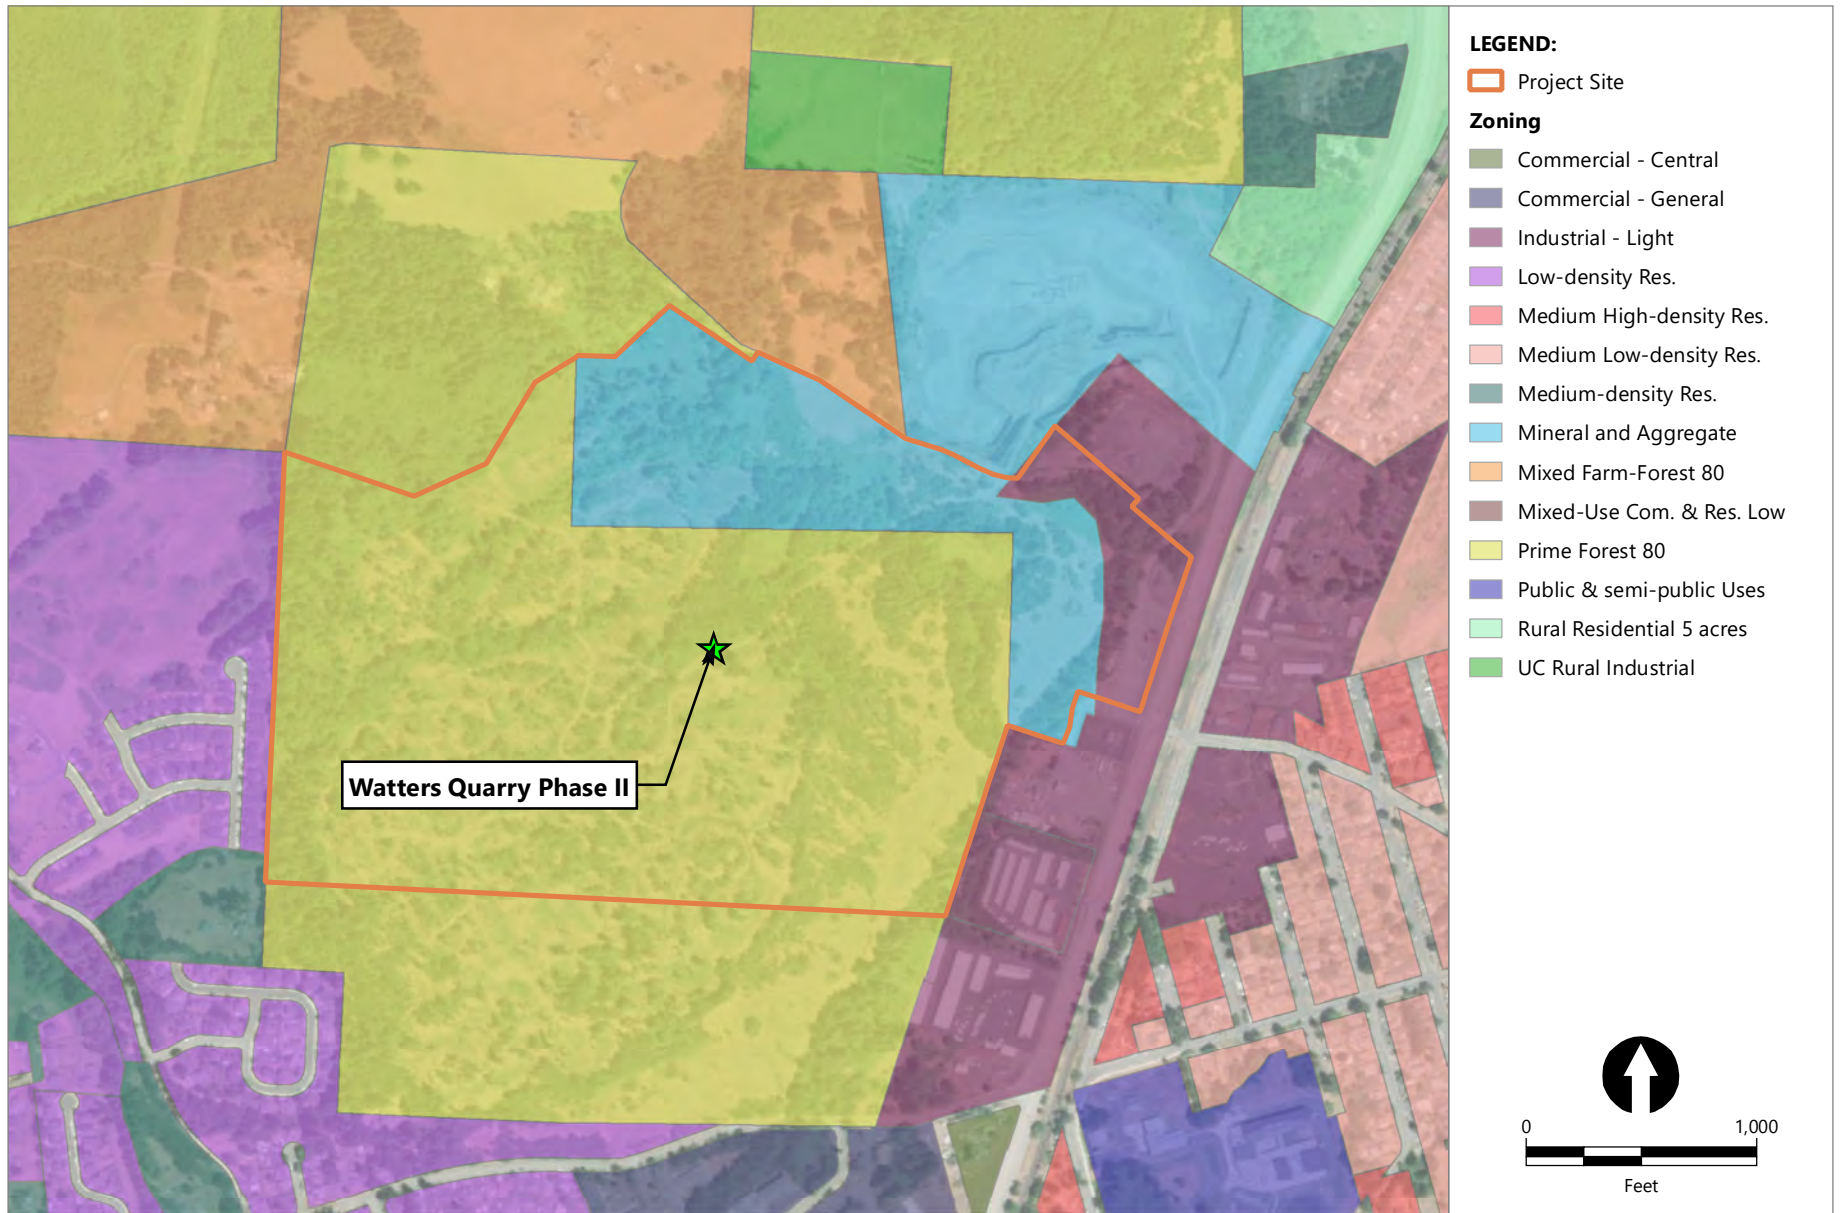 LEGEND:
Project Site
Zoning
Commercial - Central
Commercial - General
Industrial - Light
Low-density Res.
Medium High-density Res.
Medium Low-density Res.
Medium-density Res.
Mineral and Aggregate
Mixed Farm-Forest 80
Mixed-Use Com. & Res. Low
Prime Forest 80
Public & semi-public Uses
Rural Residential 5 acres
UC Rural Industrial
Watters Quarry Phase II
0 1,000
Feet